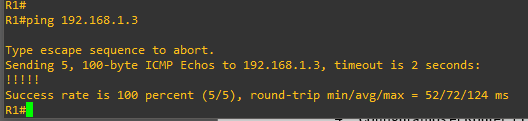 R1#
R1#ping 192.168.1.3
Type escape sequence to abort.
Sending 5, 100-byte ICMP Echos to 192.168.1.3, timeout is 2 seconds:
!!!!!
Success rate is 100 percent (5/5), round-trip min/avg/max = 52/72/124 ms
R1#